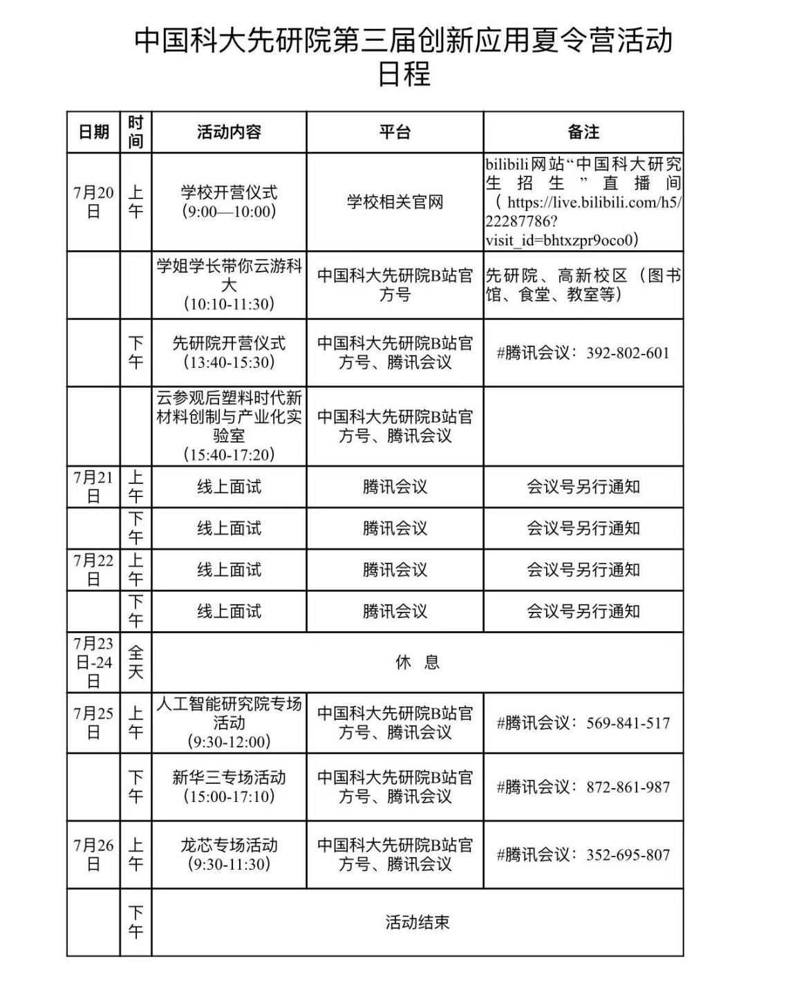 中国科大先研院第三届创新应用夏令营活动
日程
日期
时
间
活动内容
平台
备注
7月20
日
上
午
学校开营仪式
（9:00—10:00）
学校相关官网
bilibili网站“中国科大研究
生招生”直播间
（https://live.bilibili.com/h5/
22287786?
visit_id=bhtxzpr9oco0）
学姐学长带你云游科
大
（10:10-11:30）
中国科大先研院B站官
方号
先研院、高新校区（图书
馆、食堂、教室等）
下
午
先研院开营仪式
（13:40-15:30）
中国科大先研院B站官
方号、腾讯会议
#腾讯会议：392-802-601
云参观后塑料时代新
材料创制与产业化实
验室
（15:40-17:20）
中国科大先研院B站官
方号、腾讯会议
7月21
日
上
午
线上面试
腾讯会议
会议号另行通知
下
午
线上面试
腾讯会议
会议号另行通知
7月22
日
上
午
线上面试
腾讯会议
会议号另行通知
下
午
线上面试
腾讯会议
会议号另行通知
7月23
日-24
日
全
天
休 息
7月25
日
上
午
人工智能研究院专场
活动
（9:30-12:00）
中国科大先研院B站官
方号、腾讯会议
#腾讯会议：569-841-517
下
午
新华三专场活动
（15:00-17:10）
中国科大先研院B站官
方号、腾讯会议
#腾讯会议：872-861-987
7月26
日
上
午
龙芯专场活动
（9:30-11:30）
中国科大先研院B站官
方号、腾讯会议
#腾讯会议：352-695-807
下
午
活动结束